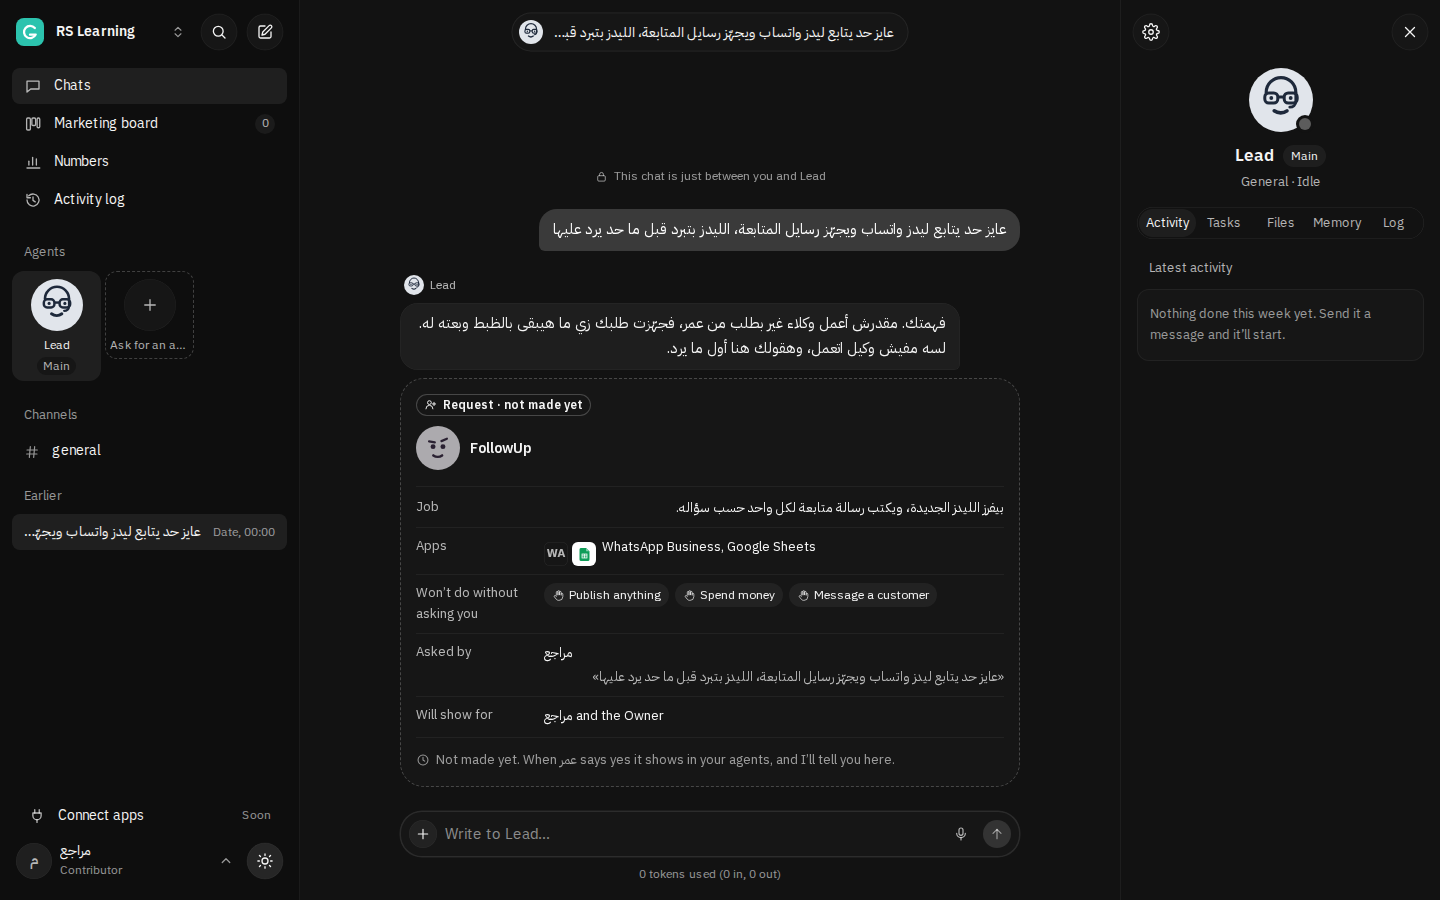 RS Learning
Chats
Marketing board 0
Numbers
Activity log
Agents
Lead
Main
Ask for an a...
Channels
# general
Earlier
عايز حد يتابع ليدز واتساب ويجهّز... Date, 00:00
Connect apps Soon
م
مراجع
Contributor
عايز حد يتابع ليدز واتساب ويجهّز رسايل المتابعة، الليدز بتبرد قبـ...
This chat is just between you and Lead
عايز حد يتابع ليدز واتساب ويجهّز رسايل المتابعة، الليدز بتبرد قبل ما حد يرد عليها
Lead
فهمتك. مقدرش أعمل وكلاء غير بطلب من عمر، فجهّزت طلبك زي ما هيبقى بالظبط وبعته له.
لسه مفيش وكيل اتعمل، وهقولك هنا أول ما يرد.
Request · not made yet
FollowUp
Job
بيفرز الليدز الجديدة، ويكتب رسالة متابعة لكل واحد حسب سؤاله.
Apps
WA WhatsApp Business, Google Sheets
Won't do without
asking you
Publish anything Spend money Message a customer
Asked by
مراجع
«عايز حد يتابع ليدز واتساب ويجهّز رسايل المتابعة، الليدز بتبرد قبل ما حد يرد عليها»
Will show for
مراجع and the Owner
Not made yet. When عمر says yes it shows in your agents, and I'll tell you here.
Write to Lead...
0 tokens used (0 in, 0 out)
Lead Main
General · Idle
Activity Tasks Files Memory Log
Latest activity
Nothing done this week yet. Send it a
message and it'll start.